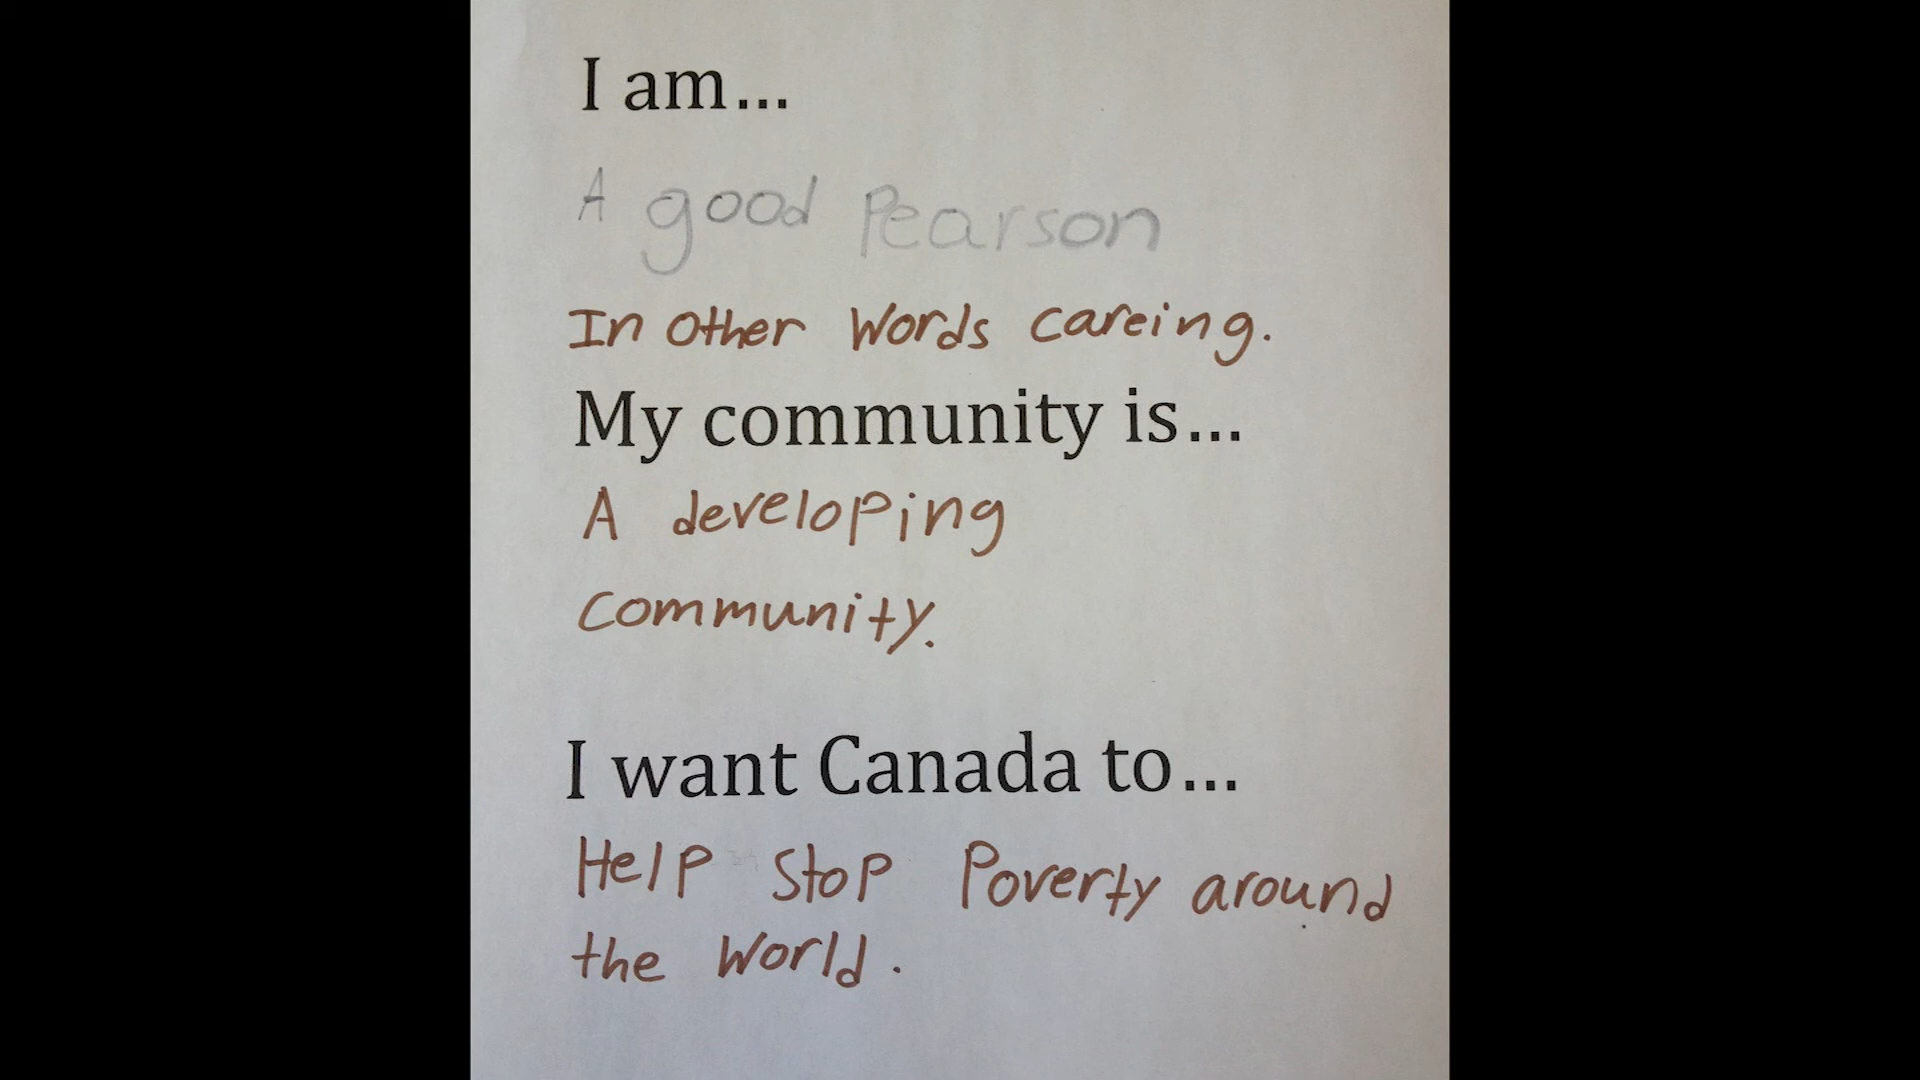 I am...
A good Pearson
In other words careing.
My community is...
A developing
community.
I want Canada to...
Help stop Poverty around
the world.